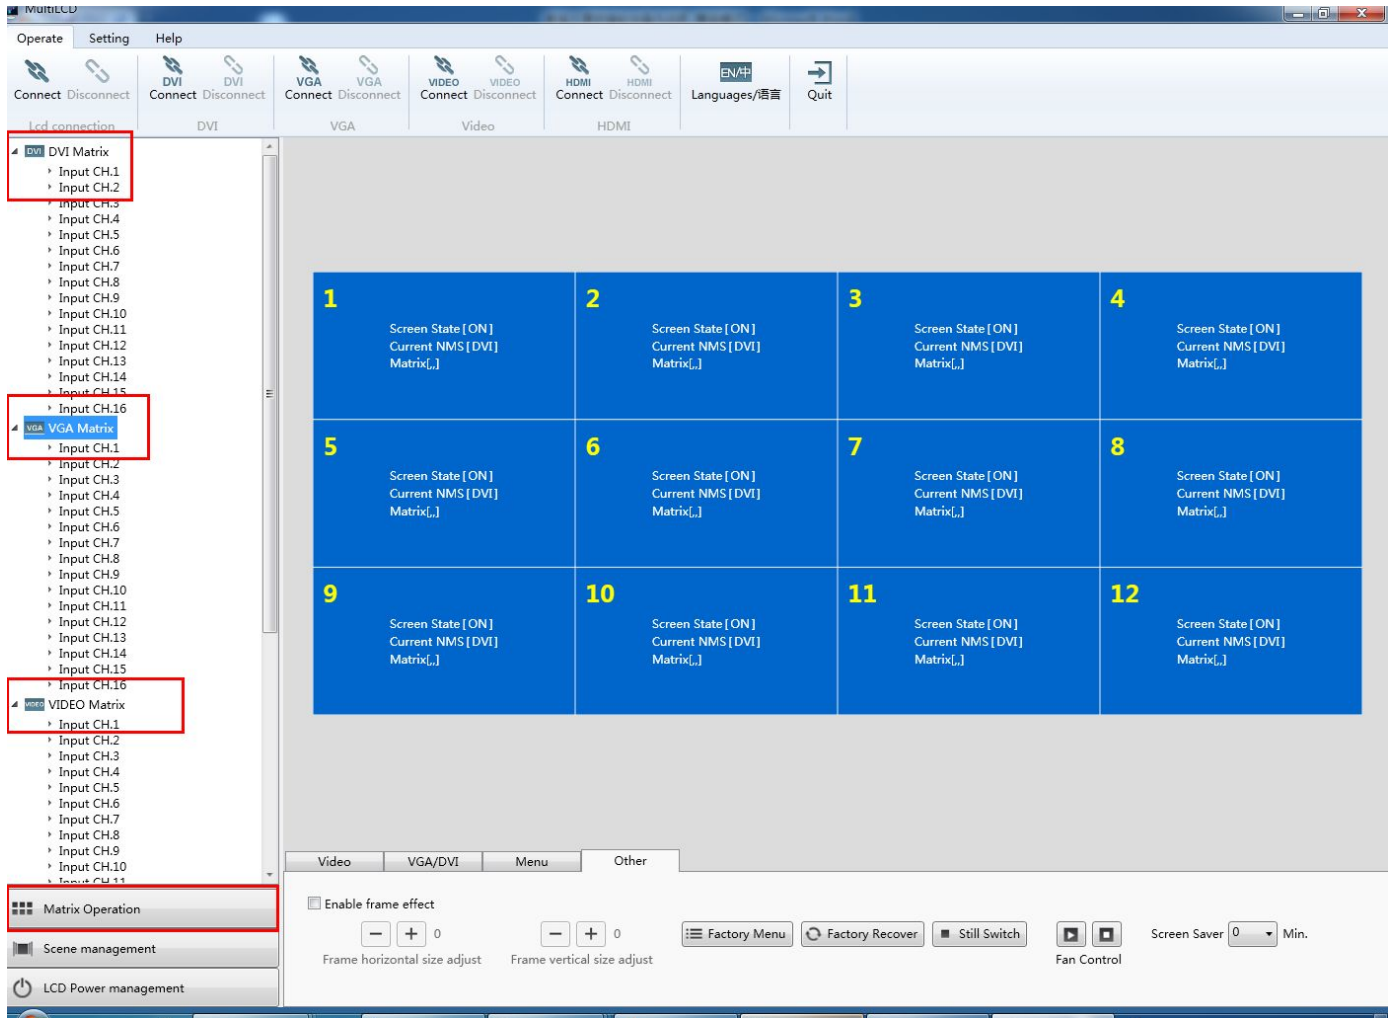 MultiLCD
Operate Setting Help
DVI DVI VGA VGA VIDEO VIDEO HDMI HDMI EN/中
Connect Disconnect Connect Disconnect Connect Disconnect Connect Disconnect Connect Disconnect Languages/语言 Quit
Lcd connection DVI VGA Video HDMI
DVI DVI Matrix
Input CH.1
Input CH.2
Input CH.3
Input CH.4
Input CH.5
Input CH.6
Input CH.7
Input CH.8
Input CH.9
Input CH.10
Input CH.11
Input CH.12
Input CH.13
Input CH.14
Input CH.15
Input CH.16
VGA VGA Matrix
Input CH.1
Input CH.2
Input CH.3
Input CH.4
Input CH.5
Input CH.6
Input CH.7
Input CH.8
Input CH.9
Input CH.10
Input CH.11
Input CH.12
Input CH.13
Input CH.14
Input CH.15
Input CH.16
VIDEO VIDEO Matrix
Input CH.1
Input CH.2
Input CH.3
Input CH.4
Input CH.5
Input CH.6
Input CH.7
Input CH.8
Input CH.9
Input CH.10
Input CH.11
Matrix Operation
Scene management
LCD Power management
1
Screen State[ON]
Current NMS[DVI]
Matrix[,,]
2
Screen State[ON]
Current NMS[DVI]
Matrix[,,]
3
Screen State[ON]
Current NMS[DVI]
Matrix[,,]
4
Screen State[ON]
Current NMS[DVI]
Matrix[,,]
5
Screen State[ON]
Current NMS[DVI]
Matrix[,,]
6
Screen State[ON]
Current NMS[DVI]
Matrix[,,]
7
Screen State[ON]
Current NMS[DVI]
Matrix[,,]
8
Screen State[ON]
Current NMS[DVI]
Matrix[,,]
9
Screen State[ON]
Current NMS[DVI]
Matrix[,,]
10
Screen State[ON]
Current NMS[DVI]
Matrix[,,]
11
Screen State[ON]
Current NMS[DVI]
Matrix[,,]
12
Screen State[ON]
Current NMS[DVI]
Matrix[,,]
Video VGA/DVI Menu Other
Enable frame effect
− + 0 − + 0 Factory Menu Factory Recover Still Switch Screen Saver 0 Min.
Frame horizontal size adjust Frame vertical size adjust Fan Control